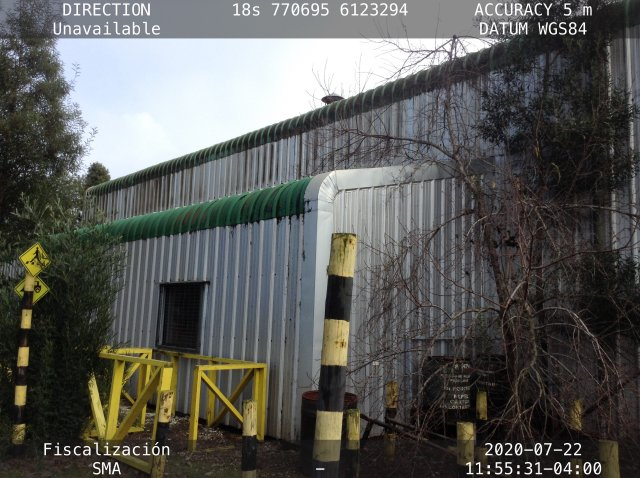 DIRECTION
Unavailable
18s 770695 6123294
ACCURACY 5 m
DATUM WGS84
Fiscalización
SMA
-
2020-07-22
11:55:31-04:00